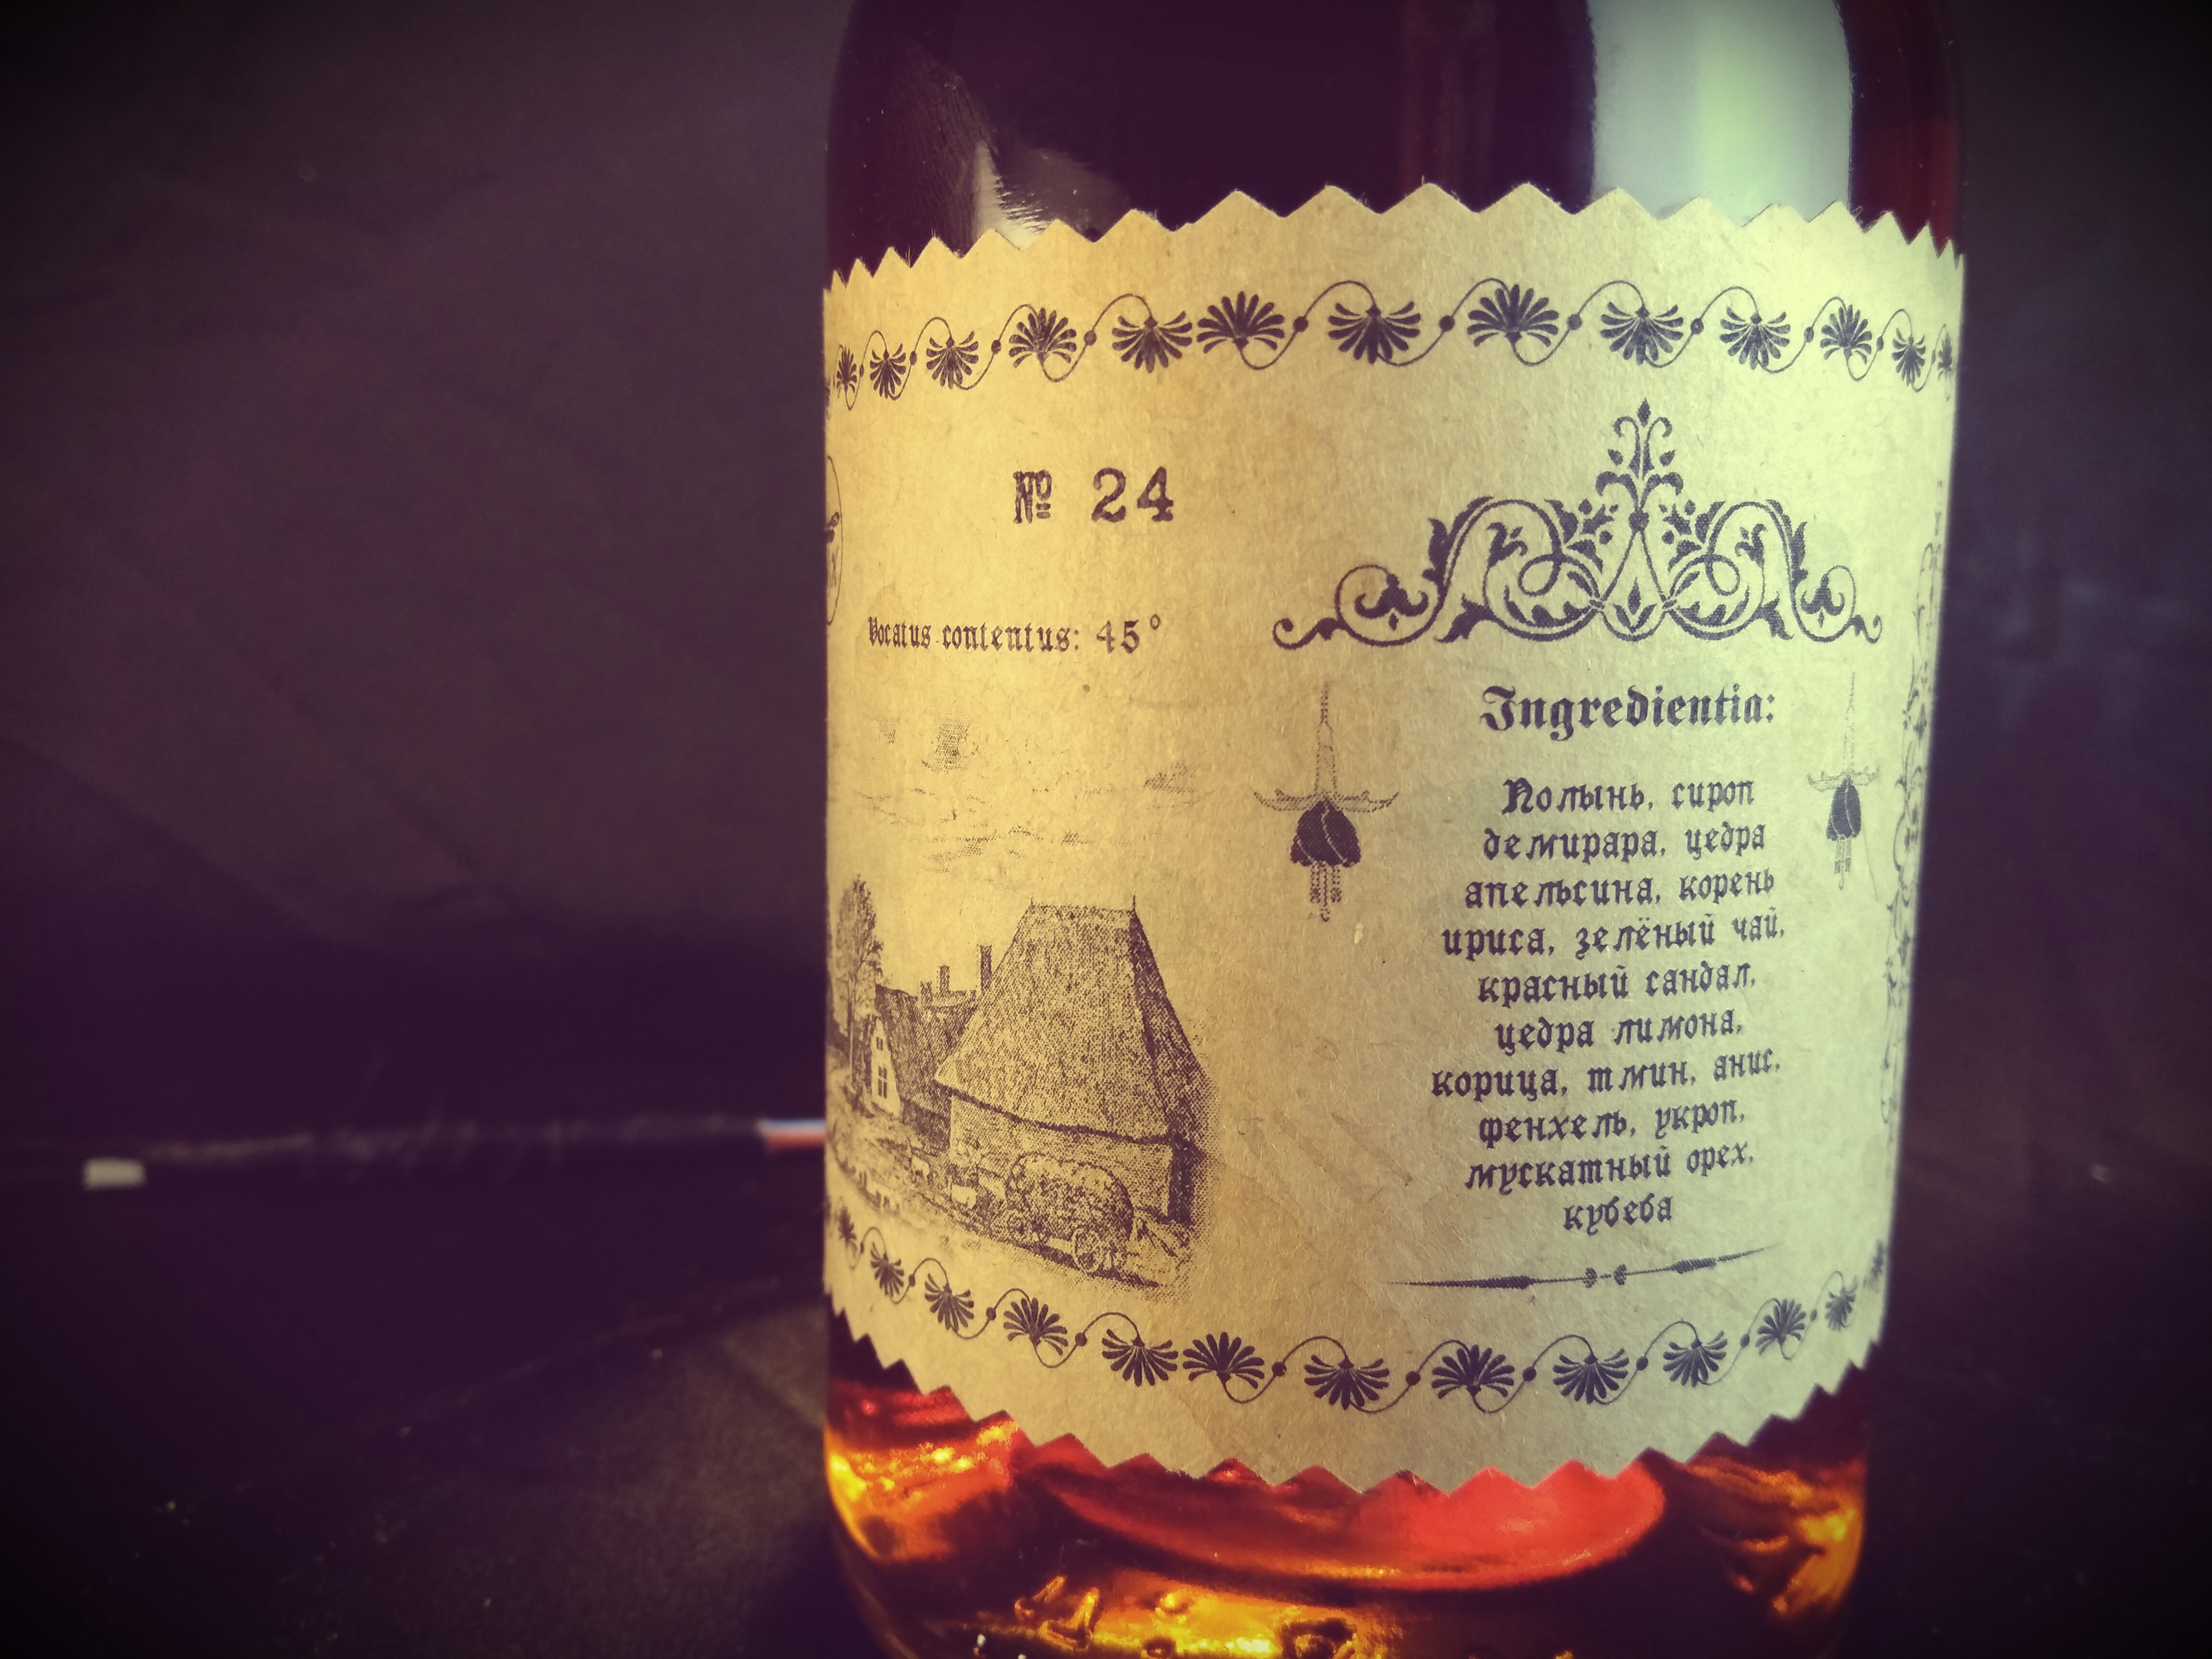 № 24
Vocatus contentus: 45°
Ingredientia:
Полынь, сироп
демирара, цедра
апельсина, корень
ириса, зелёный чай,
красный сандал,
цедра лимона,
корица, тмин, анис,
фенхель, укроп,
мускатный орех,
кубеба